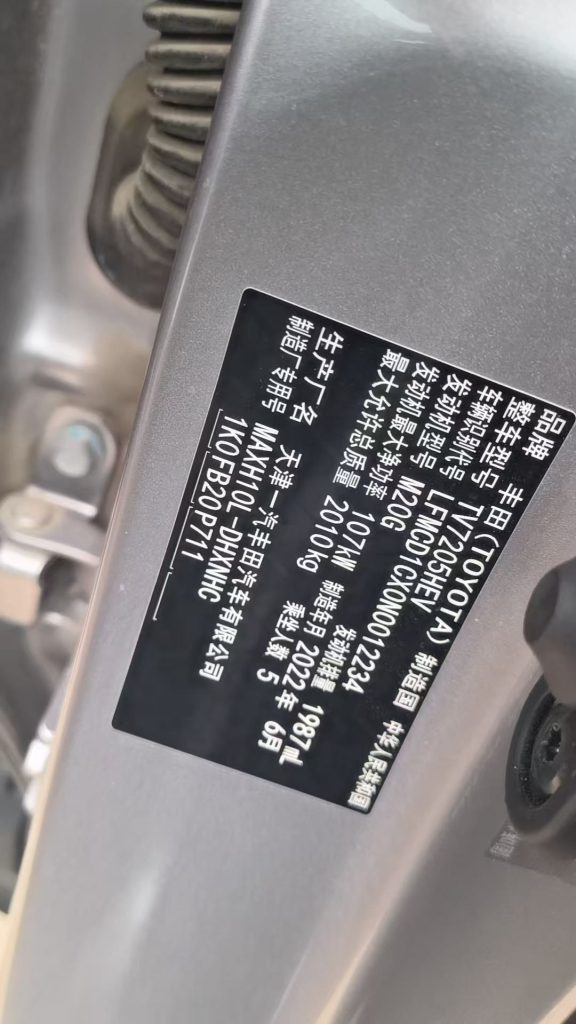 品牌 丰田(TOYOTA) 制造国 中华人民共和国
整车型号 TV7205HEV
车辆识别代号 LFMCD1CX0N0012234
发动机型号 M20G 发动机排量 1987 mL
发动机最大净功率 107kW 制造年月 2022年 6月
最大允许总质量 2010kg 乘坐人数 5
生产厂名 天津一汽丰田汽车有限公司
制造厂专用号 MAXH10L-DHXNHC
1K0FB20P711